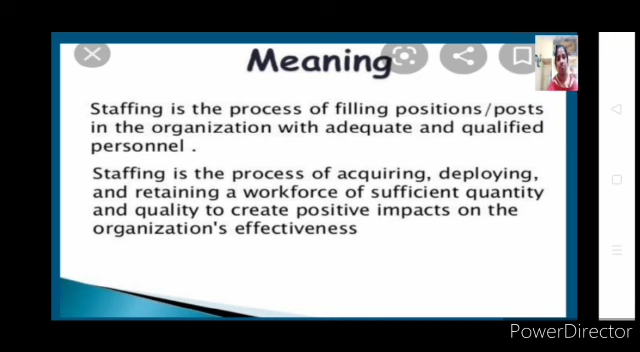 Meaning
Staffing is the process of filling positions/posts
in the organization with adequate and qualified
personnel .
Staffing is the process of acquiring, deploying,
and retaining a workforce of sufficient quantity
and quality to create positive impacts on the
organization's effectiveness
PowerDirector